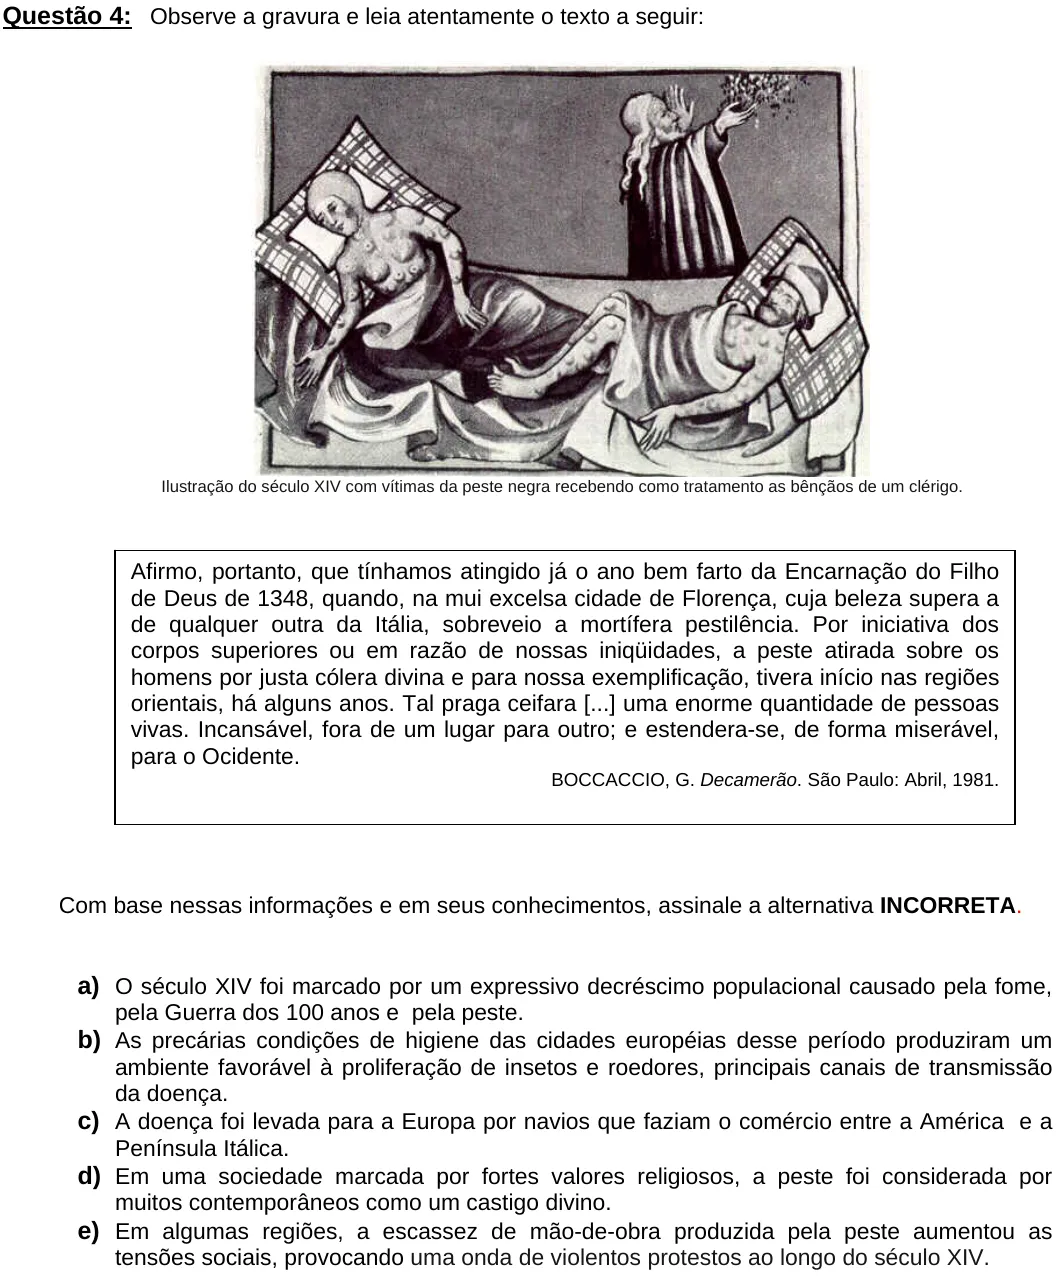 Questão 4: Observe a gravura e leia atentamente o texto a seguir:
Ilustração do século XIV com vítimas da peste negra recebendo como tratamento as bênçãos de um clérigo.
Afirmo, portanto, que tínhamos atingido já o ano bem farto da Encarnação do Filho
de Deus de 1348, quando, na mui excelsa cidade de Florença, cuja beleza supera a
de qualquer outra da Itália, sobreveio a mortífera pestilência. Por iniciativa dos
corpos superiores ou em razão de nossas iniqüidades, a peste atirada sobre os
homens por justa cólera divina e para nossa exemplificação, tivera início nas regiões
orientais, há alguns anos. Tal praga ceifara [...] uma enorme quantidade de pessoas
vivas. Incansável, fora de um lugar para outro; e estendera-se, de forma miserável,
para o Ocidente.
BOCCACCIO, G. Decamerão. São Paulo: Abril, 1981.
Com base nessas informações e em seus conhecimentos, assinale a alternativa INCORRETA.
a) O século XIV foi marcado por um expressivo decréscimo populacional causado pela fome,
pela Guerra dos 100 anos e pela peste.
b) As precárias condições de higiene das cidades européias desse período produziram um
ambiente favorável à proliferação de insetos e roedores, principais canais de transmissão
da doença.
c) A doença foi levada para a Europa por navios que faziam o comércio entre a América e a
Península Itálica.
d) Em uma sociedade marcada por fortes valores religiosos, a peste foi considerada por
muitos contemporâneos como um castigo divino.
e) Em algumas regiões, a escassez de mão-de-obra produzida pela peste aumentou as
tensões sociais, provocando uma onda de violentos protestos ao longo do século XIV.